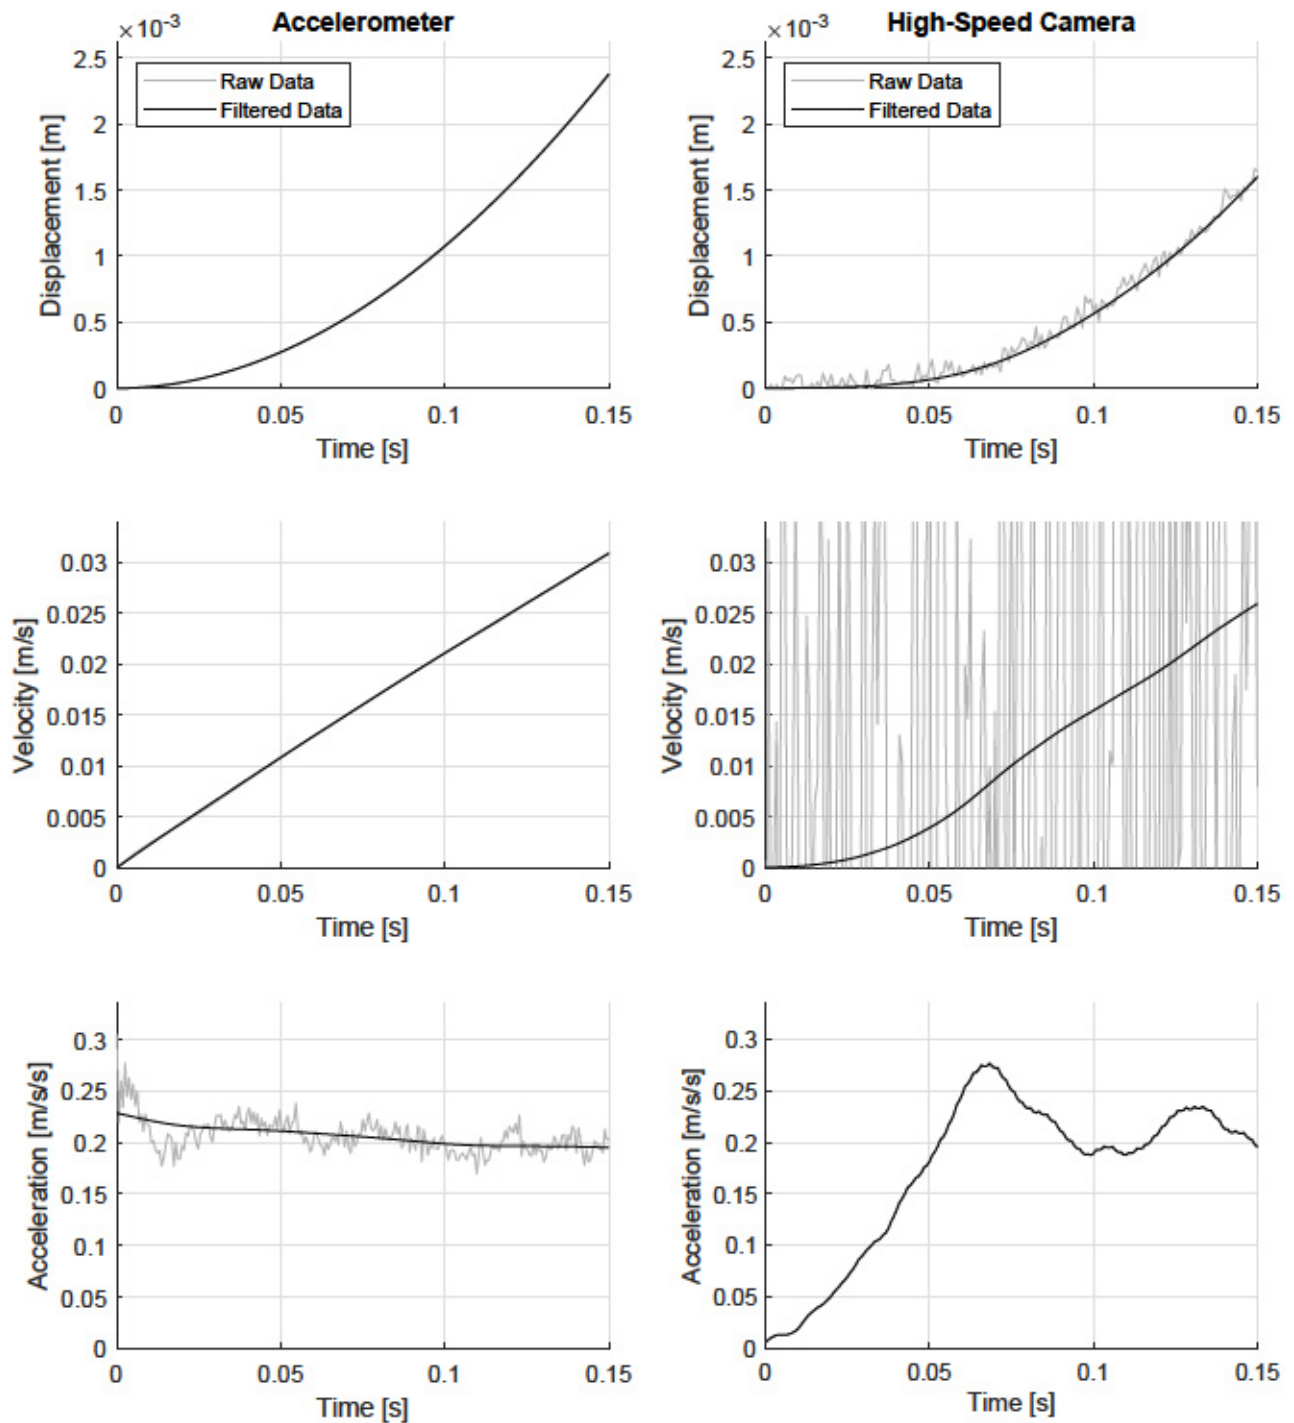 Accelerometer
×10-3
2.5
2
1.5
1
0.5
0
Displacement [m]
Raw Data
Filtered Data
0 0.05 0.1 0.15
Time [s]
High-Speed Camera
×10-3
2.5
2
1.5
1
0.5
0
Displacement [m]
Raw Data
Filtered Data
0 0.05 0.1 0.15
Time [s]
0.03
0.025
0.02
0.015
0.01
0.005
0
Velocity [m/s]
0 0.05 0.1 0.15
Time [s]
0.03
0.025
0.02
0.015
0.01
0.005
0
Velocity [m/s]
0 0.05 0.1 0.15
Time [s]
0.3
0.25
0.2
0.15
0.1
0.05
0
Acceleration [m/s/s]
0 0.05 0.1 0.15
Time [s]
0.3
0.25
0.2
0.15
0.1
0.05
0
Acceleration [m/s/s]
0 0.05 0.1 0.15
Time [s]